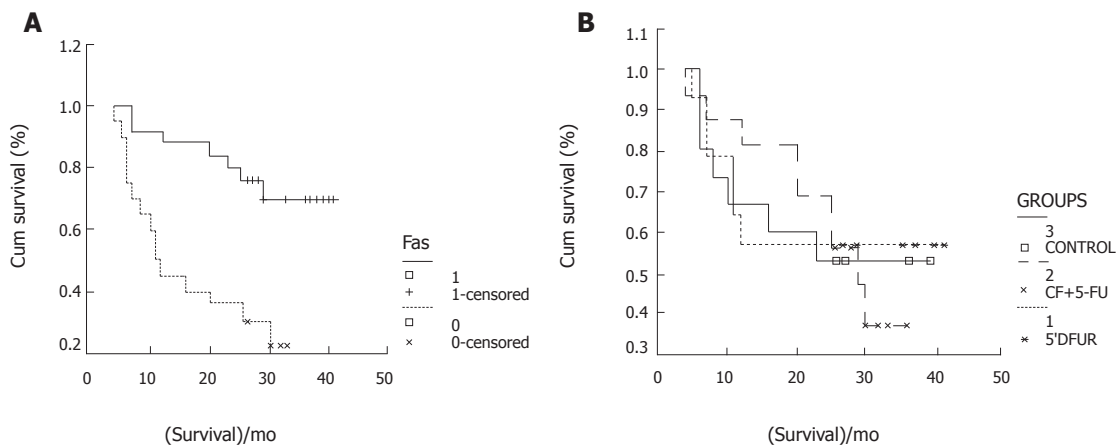 A
Cum survival (%)
1.2
1.0
0.8
0.6
0.4
0.2
0 10 20 30 40 50
(Survival)/mo
Fas
1
1-censored
0
0-censored
B
Cum survival (%)
1.1
1.0
0.9
0.8
0.7
0.6
0.5
0.4
0.3
0 10 20 30 40 50
(Survival)/mo
GROUPS
3
CONTROL
2
CF+5-FU
1
5'DFUR